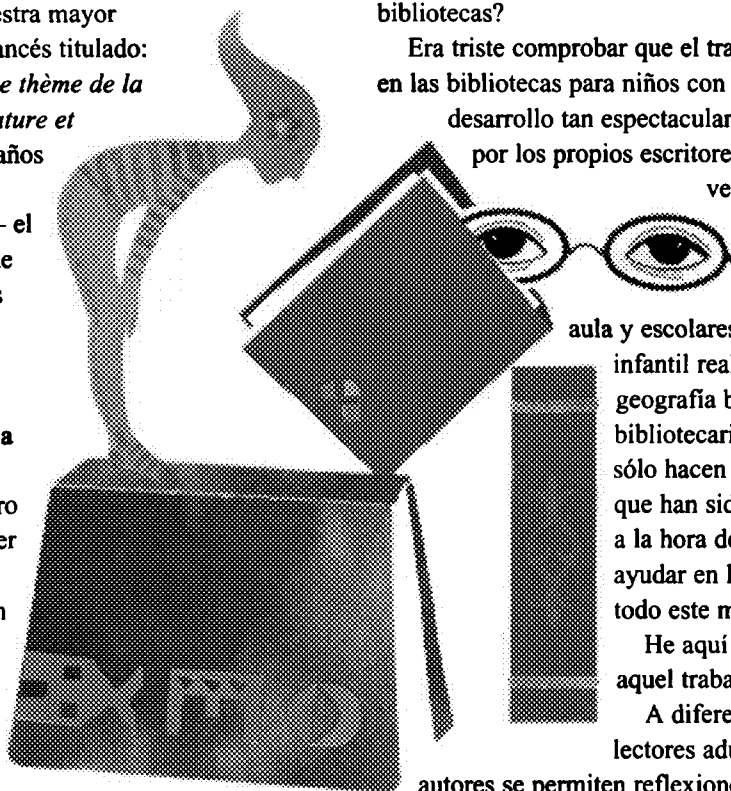 estra mayor
ancés titulado:
e thème de la
ature et
años
– el
e
s
a
ro
er
n
bibliotecas?
Era triste comprobar que el tra
en las bibliotecas para niños con
desarrollo tan espectacular
por los propios escritore
ve
aula y escolares
infantil real
geografía b
bibliotecari
sólo hacen
que han sid
a la hora de
ayudar en l
todo este m
He aquí
aquel traba
A difere
lectores adu
autores se permiten reflexione